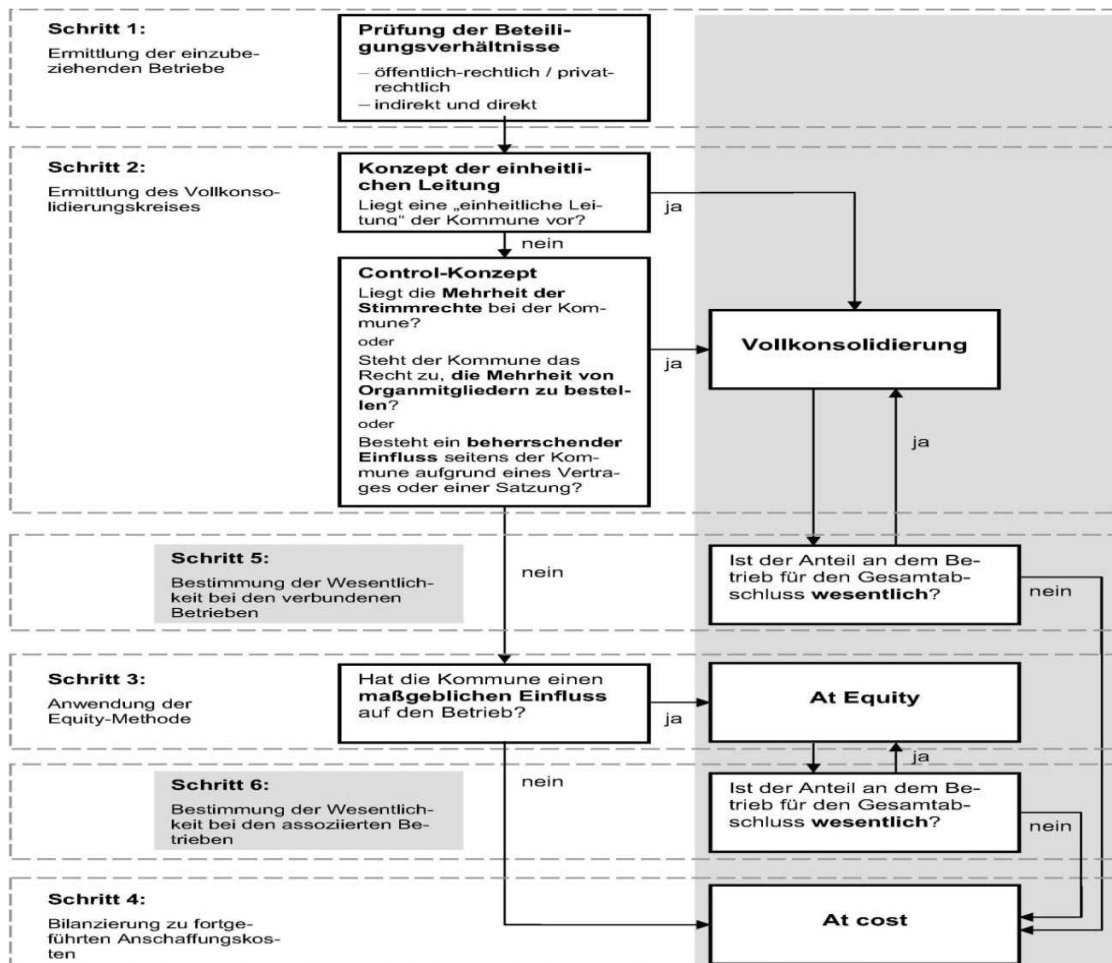 Schritt 1:
Ermittlung der einzube-
ziehenden Betriebe
Prüfung der Beteili-
gungsverhältnisse
– öffentlich-rechtlich / privat-
rechtlich
– indirekt und direkt
Schritt 2:
Ermittlung des Vollkonso-
lidierungskreises
Konzept der einheitli-
chen Leitung
Liegt eine „einheitliche Lei-
tung“ der Kommune vor?
ja
nein
Control-Konzept
Liegt die Mehrheit der
Stimmrechte bei der Kom-
mune?
oder
Steht der Kommune das
Recht zu, die Mehrheit von
Organmitgliedern zu bestel-
len?
oder
Besteht ein beherrschender
Einfluss seitens der Kom-
mune aufgrund eines Vertra-
ges oder einer Satzung?
ja
Vollkonsolidierung
ja
Schritt 5:
Bestimmung der Wesentlich-
keit bei den verbundenen
Betrieben
nein
Ist der Anteil an dem Be-
trieb für den Gesamtab-
schluss wesentlich?
nein
Schritt 3:
Anwendung der
Equity-Methode
Hat die Kommune einen
maßgeblichen Einfluss
auf den Betrieb?
ja
At Equity
ja
Schritt 6:
Bestimmung der Wesentlich-
keit bei den assoziierten Be-
trieben
nein
Ist der Anteil an dem Be-
trieb für den Gesamtab-
schluss wesentlich?
nein
Schritt 4:
Bilanzierung zu fortge-
führten Anschaffungskos-
ten
At cost